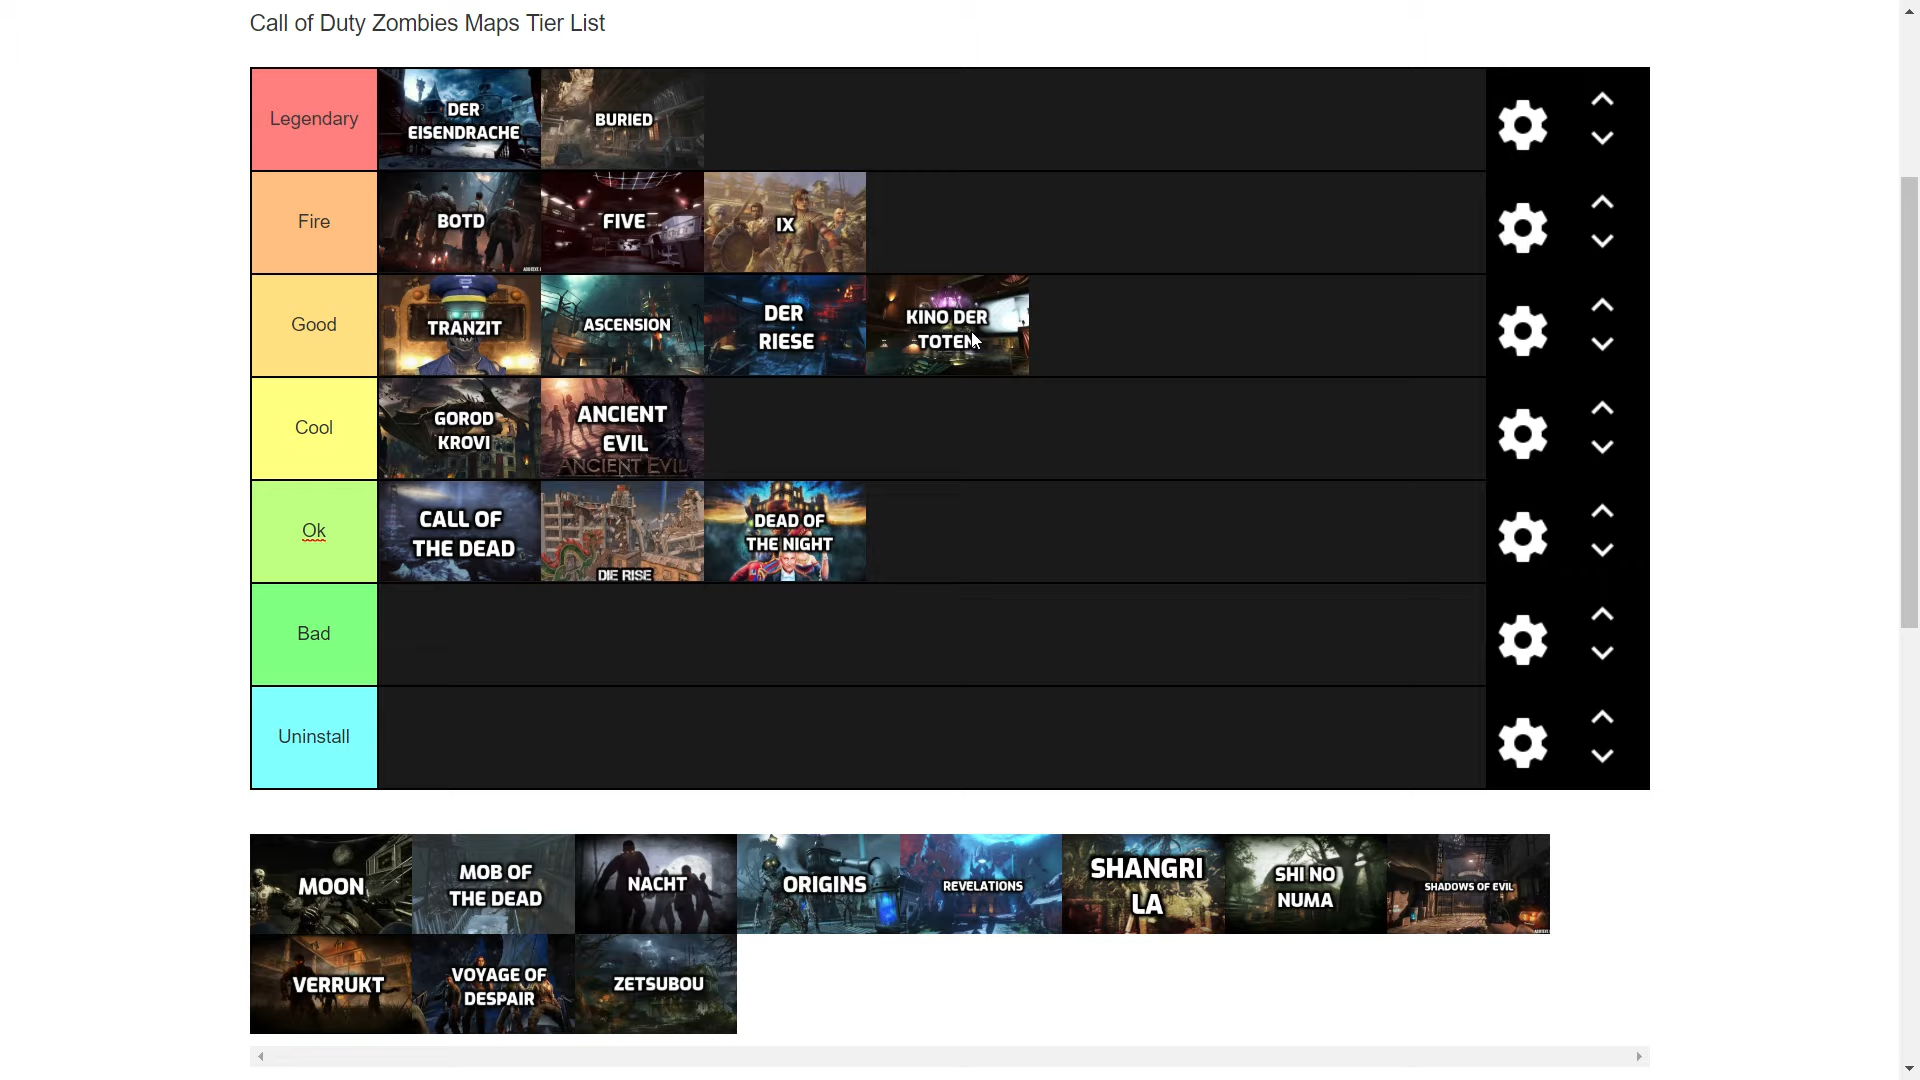 Call of Duty Zombies Maps Tier List
Legendary
DER
EISENDRACHE
BURIED
Fire
BOTD
FIVE
IX
Good
TRANZIT
ASCENSION
DER
RIESE
KINO DER
TOTEN
Cool
GOROD
KROVI
ANCIENT
EVIL
ANCIENT EVIL
Ok
CALL OF
THE DEAD
DIE RISE
DEAD OF
THE NIGHT
Bad
Uninstall
MOON
MOB OF
THE DEAD
NACHT
ORIGINS
REVELATIONS
SHANGRI
LA
SHI NO
NUMA
SHADOWS OF EVIL
VERRUKT
VOYAGE OF
DESPAIR
ZETSUBOU